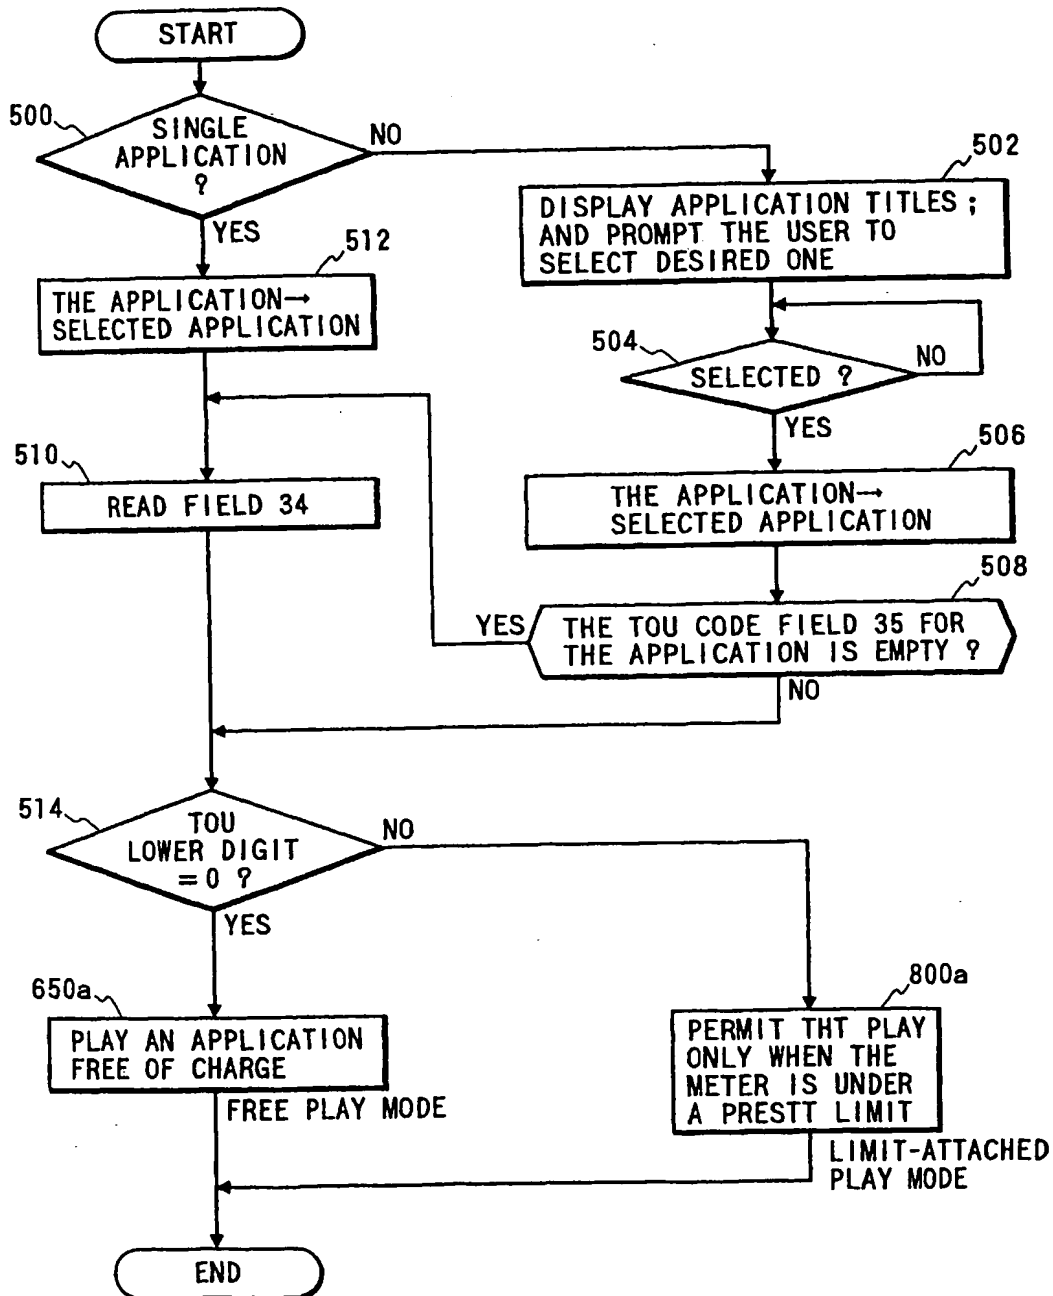 START
500
SINGLE
APPLICATION
?
NO
YES
502
DISPLAY APPLICATION TITLES;
AND PROMPT THE USER TO
SELECT DESIRED ONE
512
THE APPLICATION→
SELECTED APPLICATION
504
SELECTED ?
NO
YES
506
THE APPLICATION→
SELECTED APPLICATION
510
READ FIELD 34
508
THE TOU CODE FIELD 35 FOR
THE APPLICATION IS EMPTY ?
YES
NO
514
TOU
LOWER DIGIT
=0 ?
NO
YES
650a
PLAY AN APPLICATION
FREE OF CHARGE
FREE PLAY MODE
800a
PERMIT THT PLAY
ONLY WHEN THE
METER IS UNDER
A PRESTT LIMIT
LIMIT-ATTACHED
PLAY MODE
END